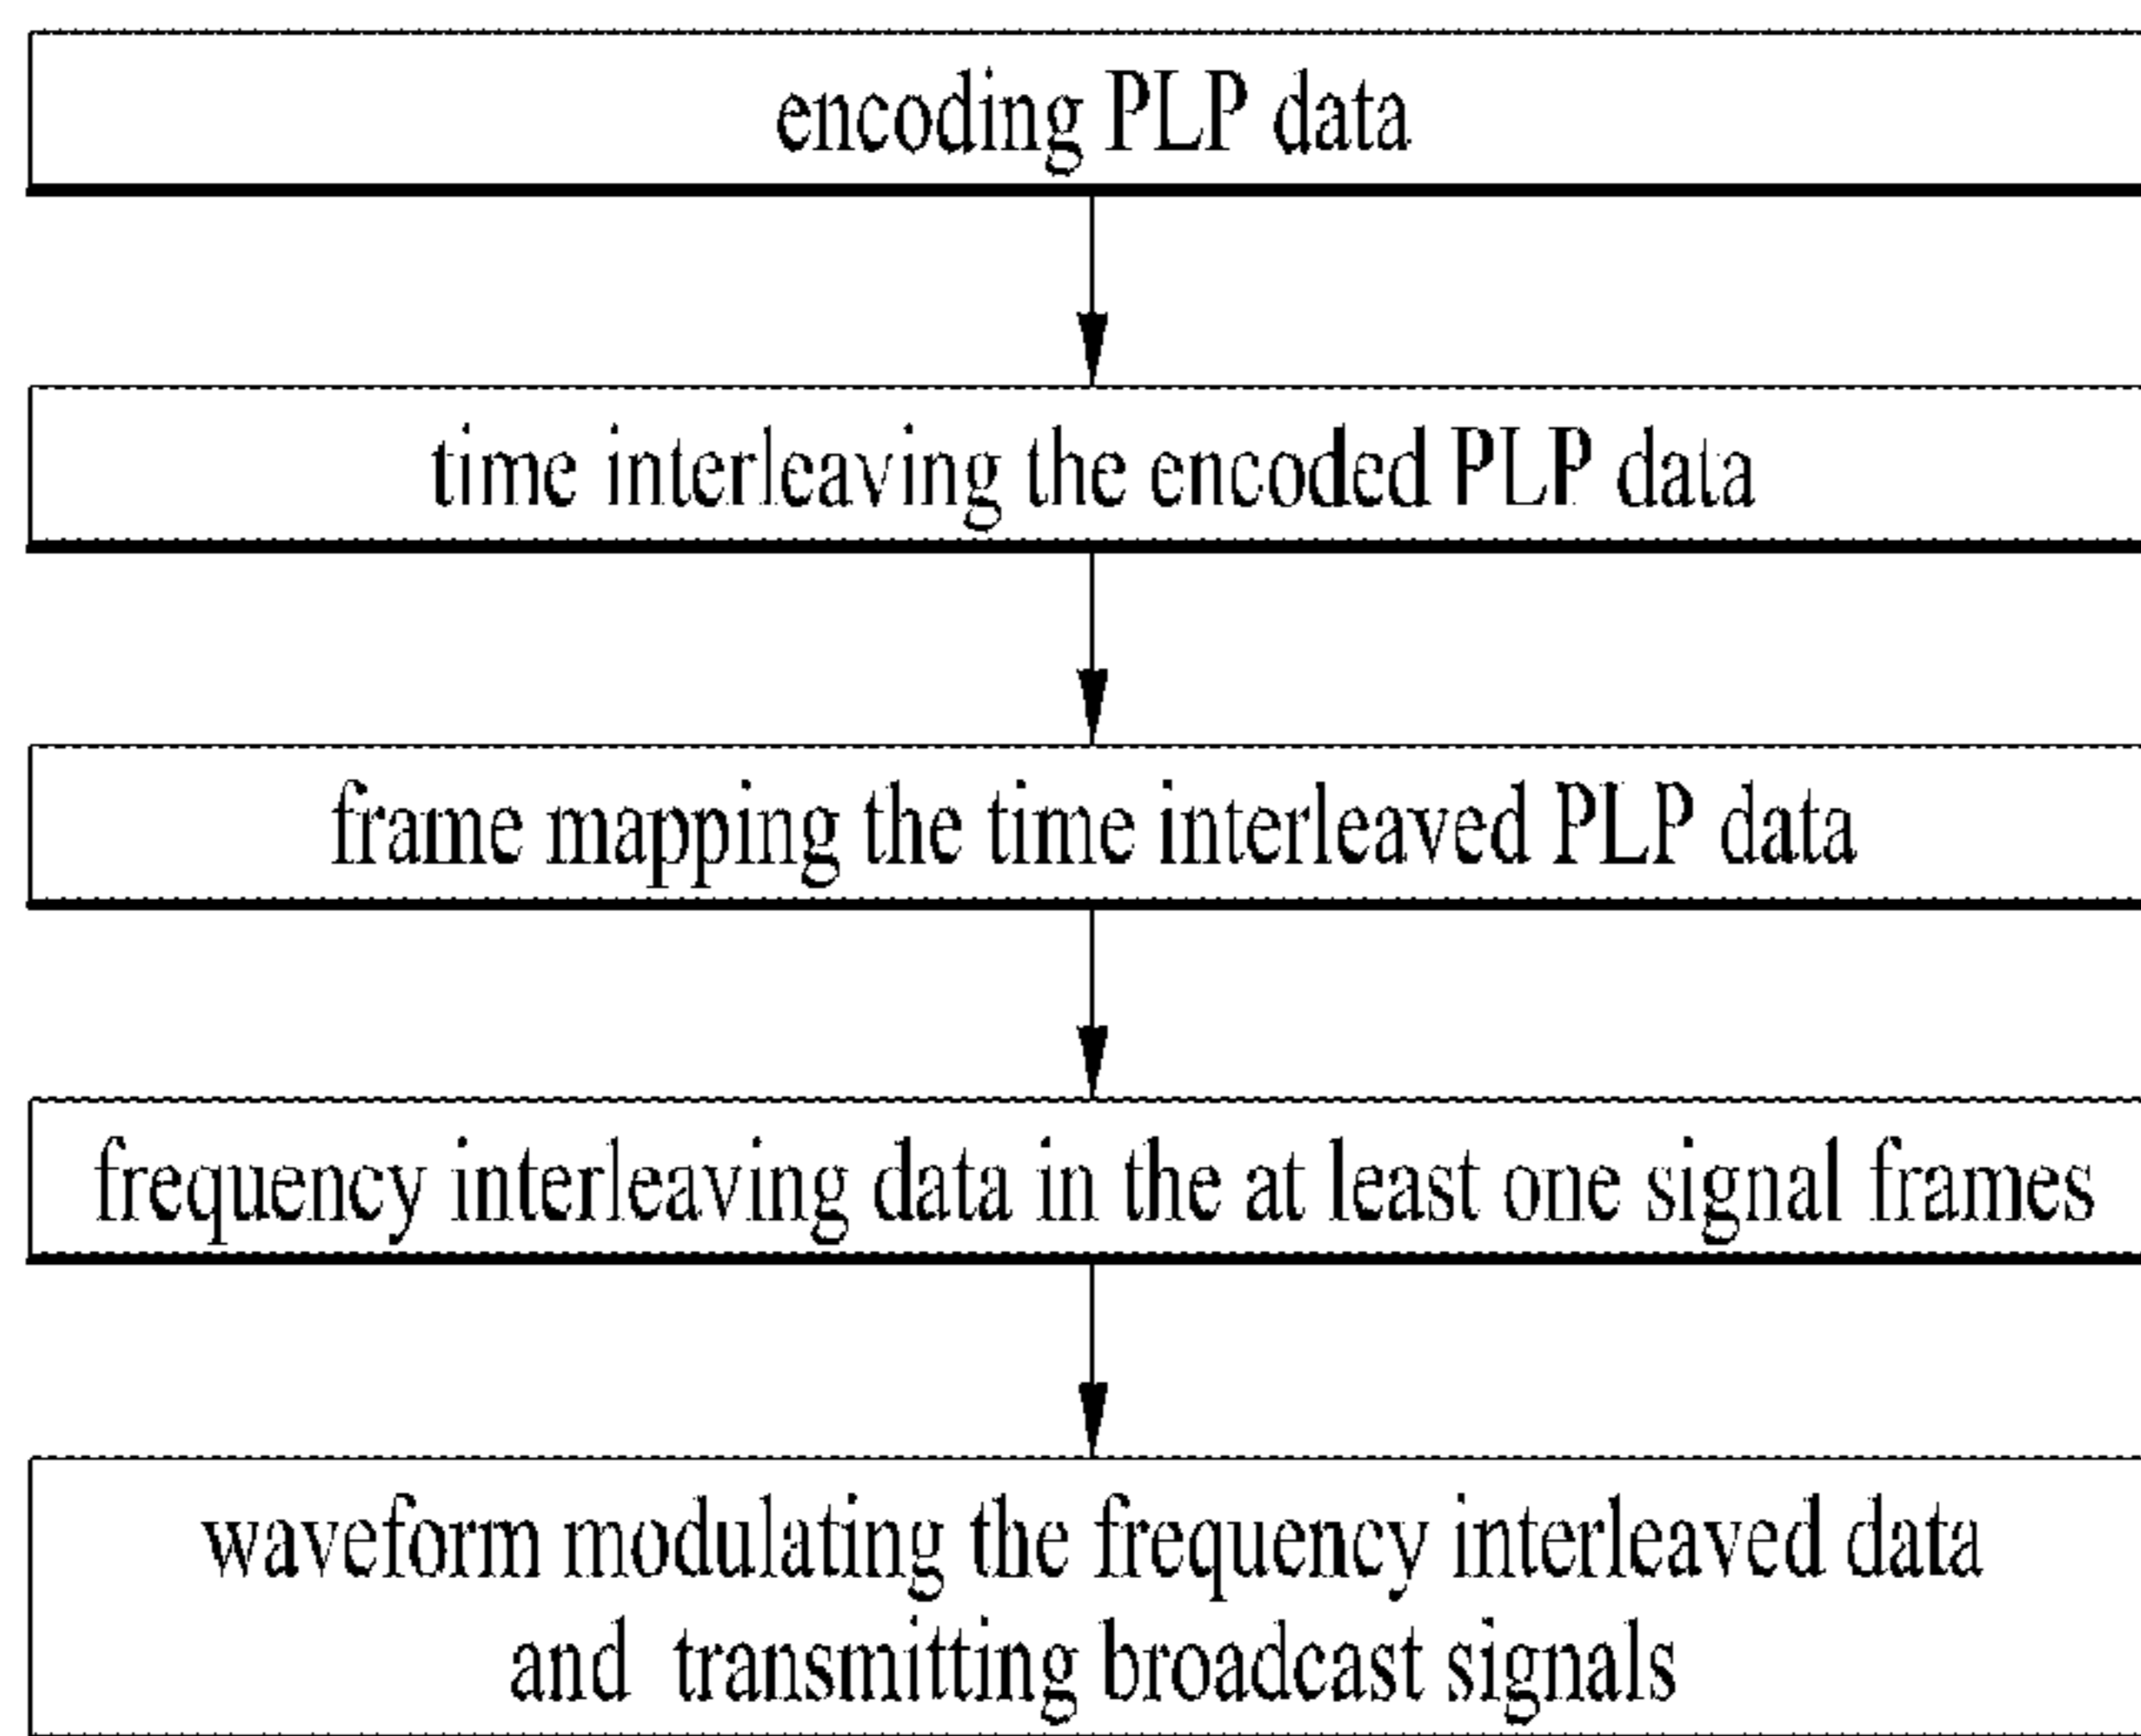 encoding PLP data
time interleaving the encoded PLP data
frame mapping the time interleaved PLP data
frequency interleaving data in the at least one signal frames
waveform modulating the frequency interleaved data
and transmitting broadcast signals